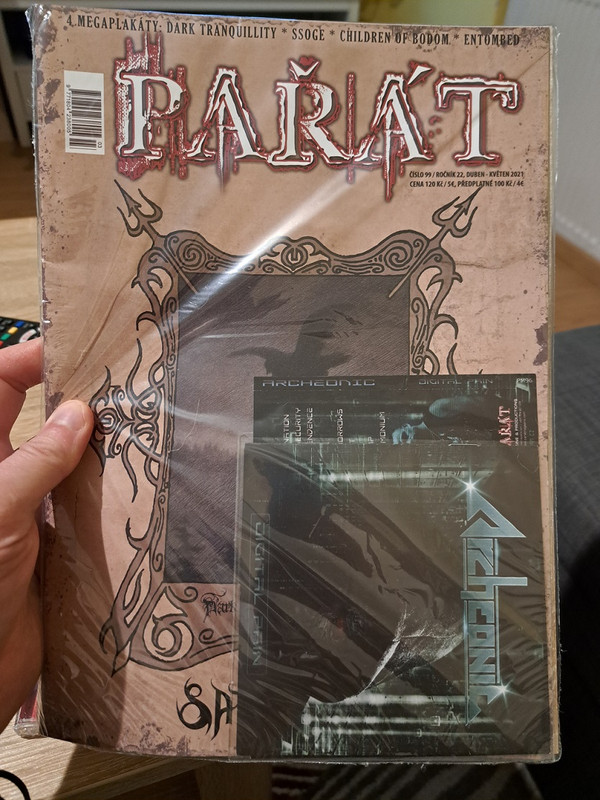 4 MEGAPLAKÁTY: DARK TRANQUILLITY * SSOGE * CHILDREN OF BODOM * ENTOMBED
PAŘÁT
ČÍSLO 99 / ROČNÍK 22, DUBEN - KVĚTEN 2021
CENA 120 Kč / 5€, PŘEDPLATNÉ 100 Kč / 4€
03
ARCHEONIC
DIGITAL PAIN
PAŘÁT
Archeonic
DIGITAL PAIN